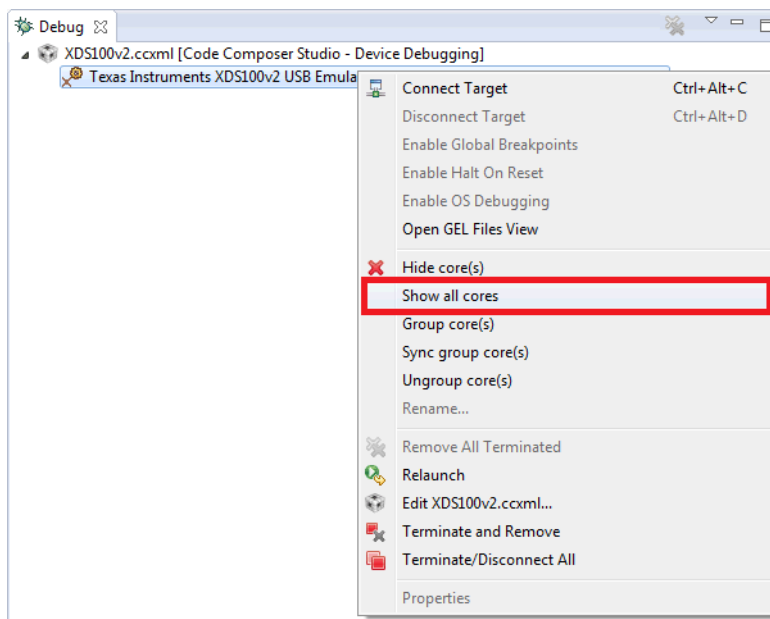 Debug
XDS100v2.ccxml [Code Composer Studio - Device Debugging]
Texas Instruments XDS100v2 USB Emula
Connect Target Ctrl+Alt+C
Disconnect Target Ctrl+Alt+D
Enable Global Breakpoints
Enable Halt On Reset
Enable OS Debugging
Open GEL Files View
Hide core(s)
Show all cores
Group core(s)
Sync group core(s)
Ungroup core(s)
Rename...
Remove All Terminated
Relaunch
Edit XDS100v2.ccxml...
Terminate and Remove
Terminate/Disconnect All
Properties